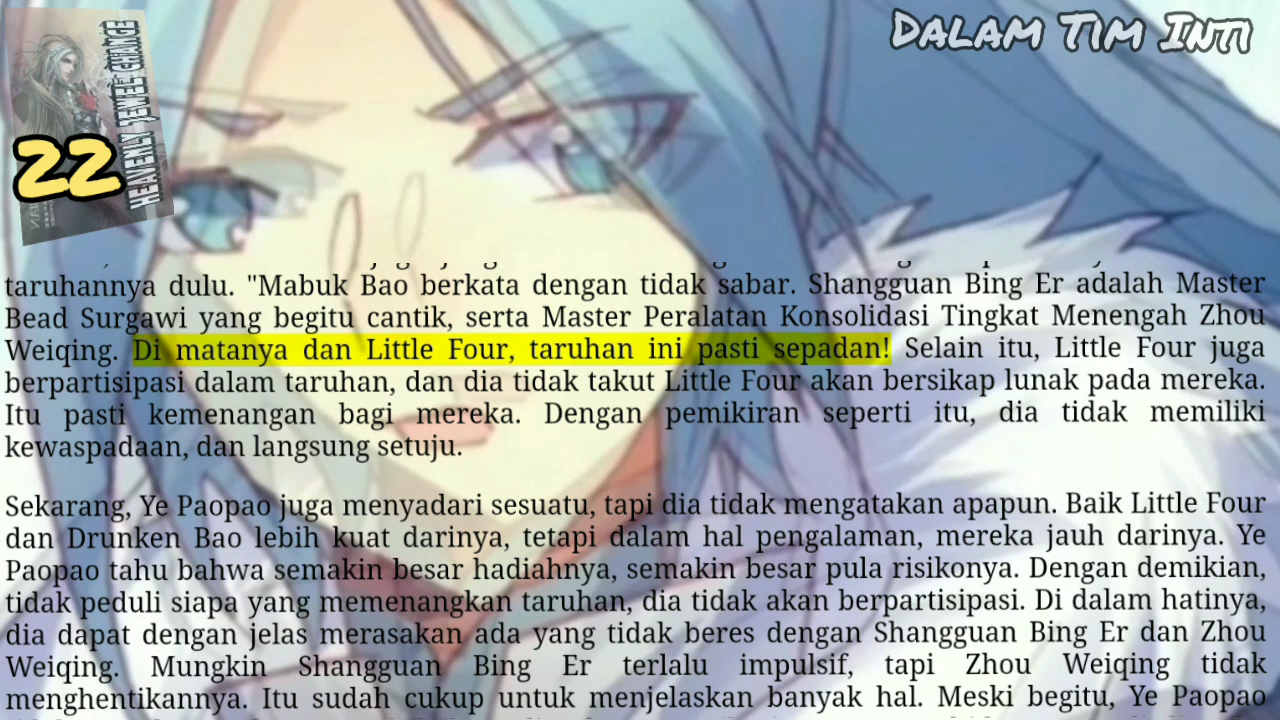 DALAM TIM INTI
HEAVENLY JEWEL CHANGE
22
taruhannya dulu. "Mabuk Bao berkata dengan tidak sabar. Shangguan Bing Er adalah Master
Bead Surgawi yang begitu cantik, serta Master Peralatan Konsolidasi Tingkat Menengah Zhou
Weiqing. Di matanya dan Little Four, taruhan ini pasti sepadan! Selain itu, Little Four juga
berpartisipasi dalam taruhan, dan dia tidak takut Little Four akan bersikap lunak pada mereka.
Itu pasti kemenangan bagi mereka. Dengan pemikiran seperti itu, dia tidak memiliki
kewaspadaan, dan langsung setuju.
Sekarang, Ye Paopao juga menyadari sesuatu, tapi dia tidak mengatakan apapun. Baik Little Four
dan Drunken Bao lebih kuat darinya, tetapi dalam hal pengalaman, mereka jauh darinya. Ye
Paopao tahu bahwa semakin besar hadiahnya, semakin besar pula risikonya. Dengan demikian,
tidak peduli siapa yang memenangkan taruhan, dia tidak akan berpartisipasi. Di dalam hatinya,
dia dapat dengan jelas merasakan ada yang tidak beres dengan Shangguan Bing Er dan Zhou
Weiqing. Mungkin Shangguan Bing Er terlalu impulsif, tapi Zhou Weiqing tidak
menghentikannya. Itu sudah cukup untuk menjelaskan banyak hal. Meski begitu, Ye Paopao